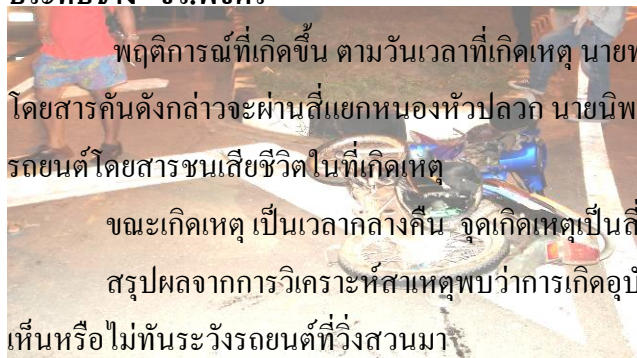 พฤติการณ์ที่เกิดขึ้น ตามวันเวลาที่เกิดเหตุ
โดยสารคันดังกล่าวจะผ่านสี่แยกหนองหัวปลวก
รถยนต์โดยสารชนเสียชีวิตในที่เกิดเหตุ
ขณะเกิดเหตุ เป็นเวลากลางคืน จุดเกิดเหตุเป็น
สรุปผลจากการวิเคราะห์สาเหตุพบว่าการเกิด
เห็นหรือไม่ทันระวังรถยนต์ที่วิ่งสวนมา